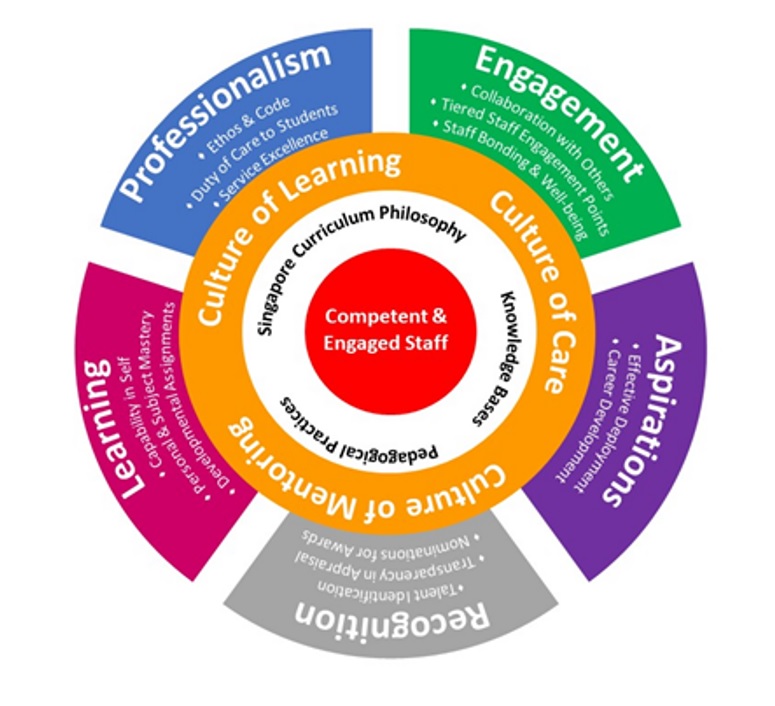 Professionalism
• Ethos & Code
• Duty of Care to Students
• Service Excellence
Engagement
• Collaboration with Others
• Tiered Staff Engagement Points
• Staff Bonding & Well-being
Aspirations
• Effective Deployment
• Career Development
Recognition
• Talent Identification
• Transparency in Appraisal
• Nominations for Awards
Learning
• Capability in Self
• Personal & Subject Mastery
• Developmental Assignments
Culture of Learning
Culture of Care
Culture of Mentoring
Singapore Curriculum Philosophy
Knowledge Bases
Pedagogical Practices
Competent &
Engaged Staff